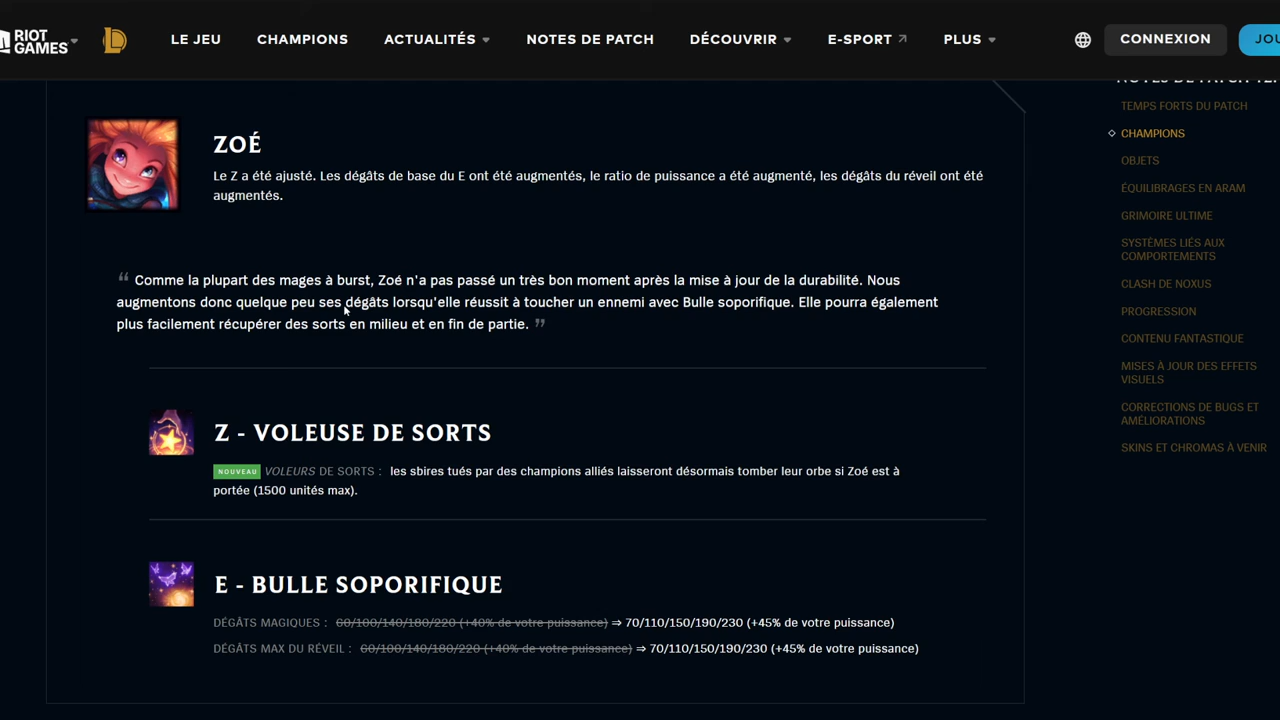 RIOT
GAMES
LE JEU
CHAMPIONS
ACTUALITÉS
NOTES DE PATCH
DÉCOUVRIR
E-SPORT
PLUS
CONNEXION
ZOÉ
Le Z a été ajusté. Les dégâts de base du E ont été augmentés, le ratio de puissance a été augmenté, les dégâts du réveil ont été
augmentés.
“ Comme la plupart des mages à burst, Zoé n'a pas passé un très bon moment après la mise à jour de la durabilité. Nous
augmentons donc quelque peu ses dégâts lorsqu'elle réussit à toucher un ennemi avec Bulle soporifique. Elle pourra également
plus facilement récupérer des sorts en milieu et en fin de partie. ”
Z - VOLEUSE DE SORTS
NOUVEAU VOLEURS DE SORTS : les sbires tués par des champions alliés laisseront désormais tomber leur orbe si Zoé est à
portée (1500 unités max).
E - BULLE SOPORIFIQUE
DÉGÂTS MAGIQUES : 60/100/140/180/220 (+40% de votre puissance) ⇒ 70/110/150/190/230 (+45% de votre puissance)
DÉGÂTS MAX DU RÉVEIL : 60/100/140/180/220 (+40% de votre puissance) ⇒ 70/110/150/190/230 (+45% de votre puissance)
NOTES DE PATCH
TEMPS FORTS DU PATCH
CHAMPIONS
OBJETS
ÉQUILIBRAGES EN ARAM
GRIMOIRE ULTIME
SYSTÈMES LIÉS AUX
COMPORTEMENTS
CLASH DE NOXUS
PROGRESSION
CONTENU FANTASTIQUE
MISES À JOUR DES EFFETS
VISUELS
CORRECTIONS DE BUGS ET
AMÉLIORATIONS
SKINS ET CHROMAS À VENIR